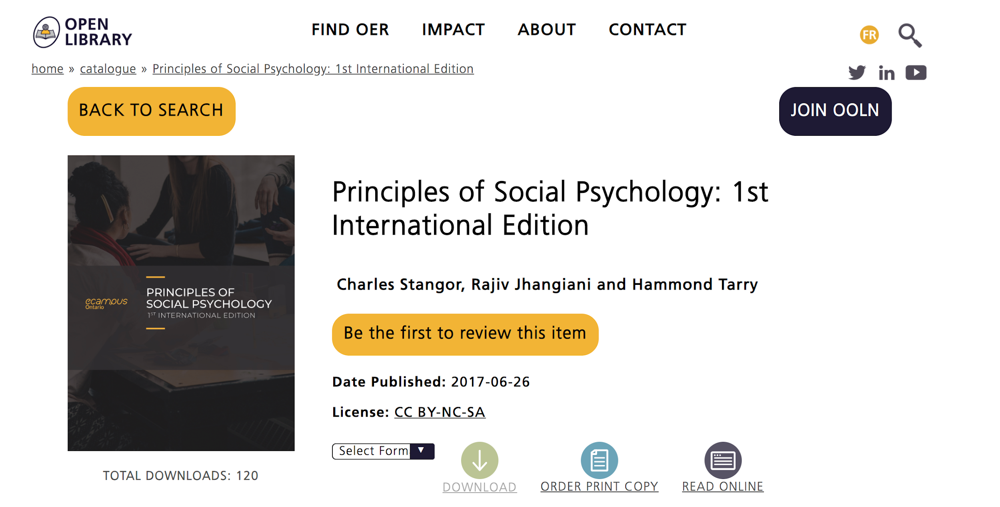 OPEN
LIBRARY
FIND OER
IMPACT
ABOUT
CONTACT
FR
home » catalogue » Principles of Social Psychology: 1st International Edition
in
BACK TO SEARCH
JOIN OOLN
ecampus
Ontario
PRINCIPLES OF
SOCIAL PSYCHOLOGY
1ST INTERNATIONAL EDITION
TOTAL DOWNLOADS: 120
Principles of Social Psychology: 1st
International Edition
Charles Stangor, Rajiv Jhangiani and Hammond Tarry
Be the first to review this item
Date Published: 2017-06-26
License: CC BY-NC-SA
Select Form
DOWNLOAD
ORDER PRINT COPY
READ ONLINE